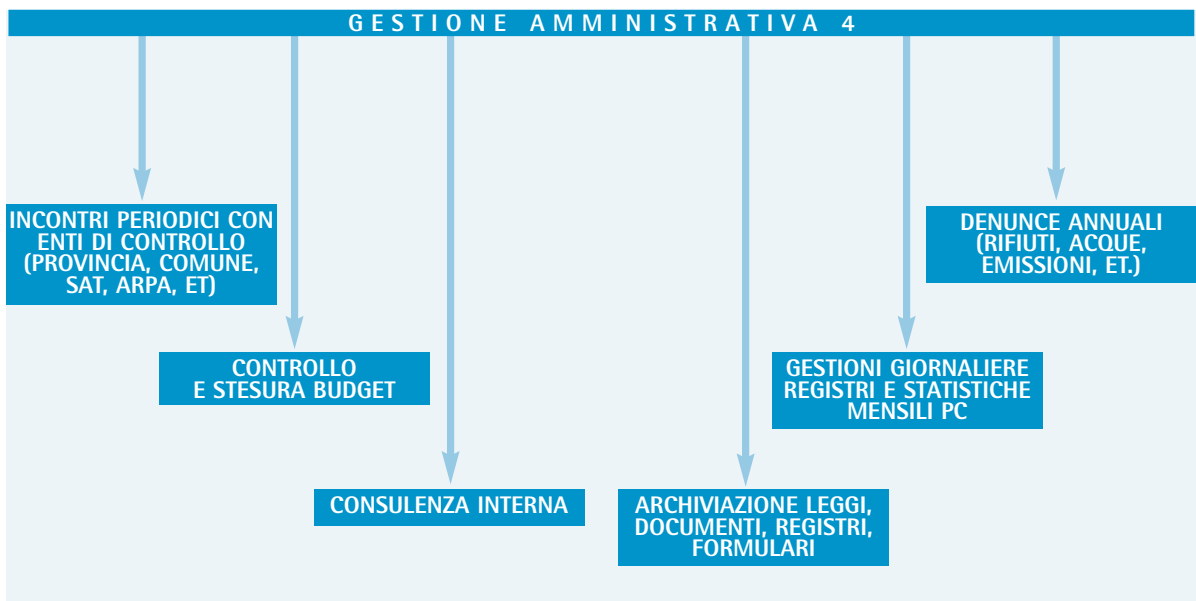 GESTIONE AMMINISTRATIVA 4
INCONTRI PERIODICI CON
ENTI DI CONTROLLO
(PROVINCIA, COMUNE,
SAT, ARPA, ET)
CONTROLLO
E STESURA BUDGET
CONSULENZA INTERNA
ARCHIVIAZIONE LEGGI,
DOCUMENTI, REGISTRI,
FORMULARI
GESTIONI GIORNALIERE
REGISTRI E STATISTICHE
MENSILI PC
DENUNCE ANNUALI
(RIFIUTI, ACQUE,
EMISSIONI, ET.)